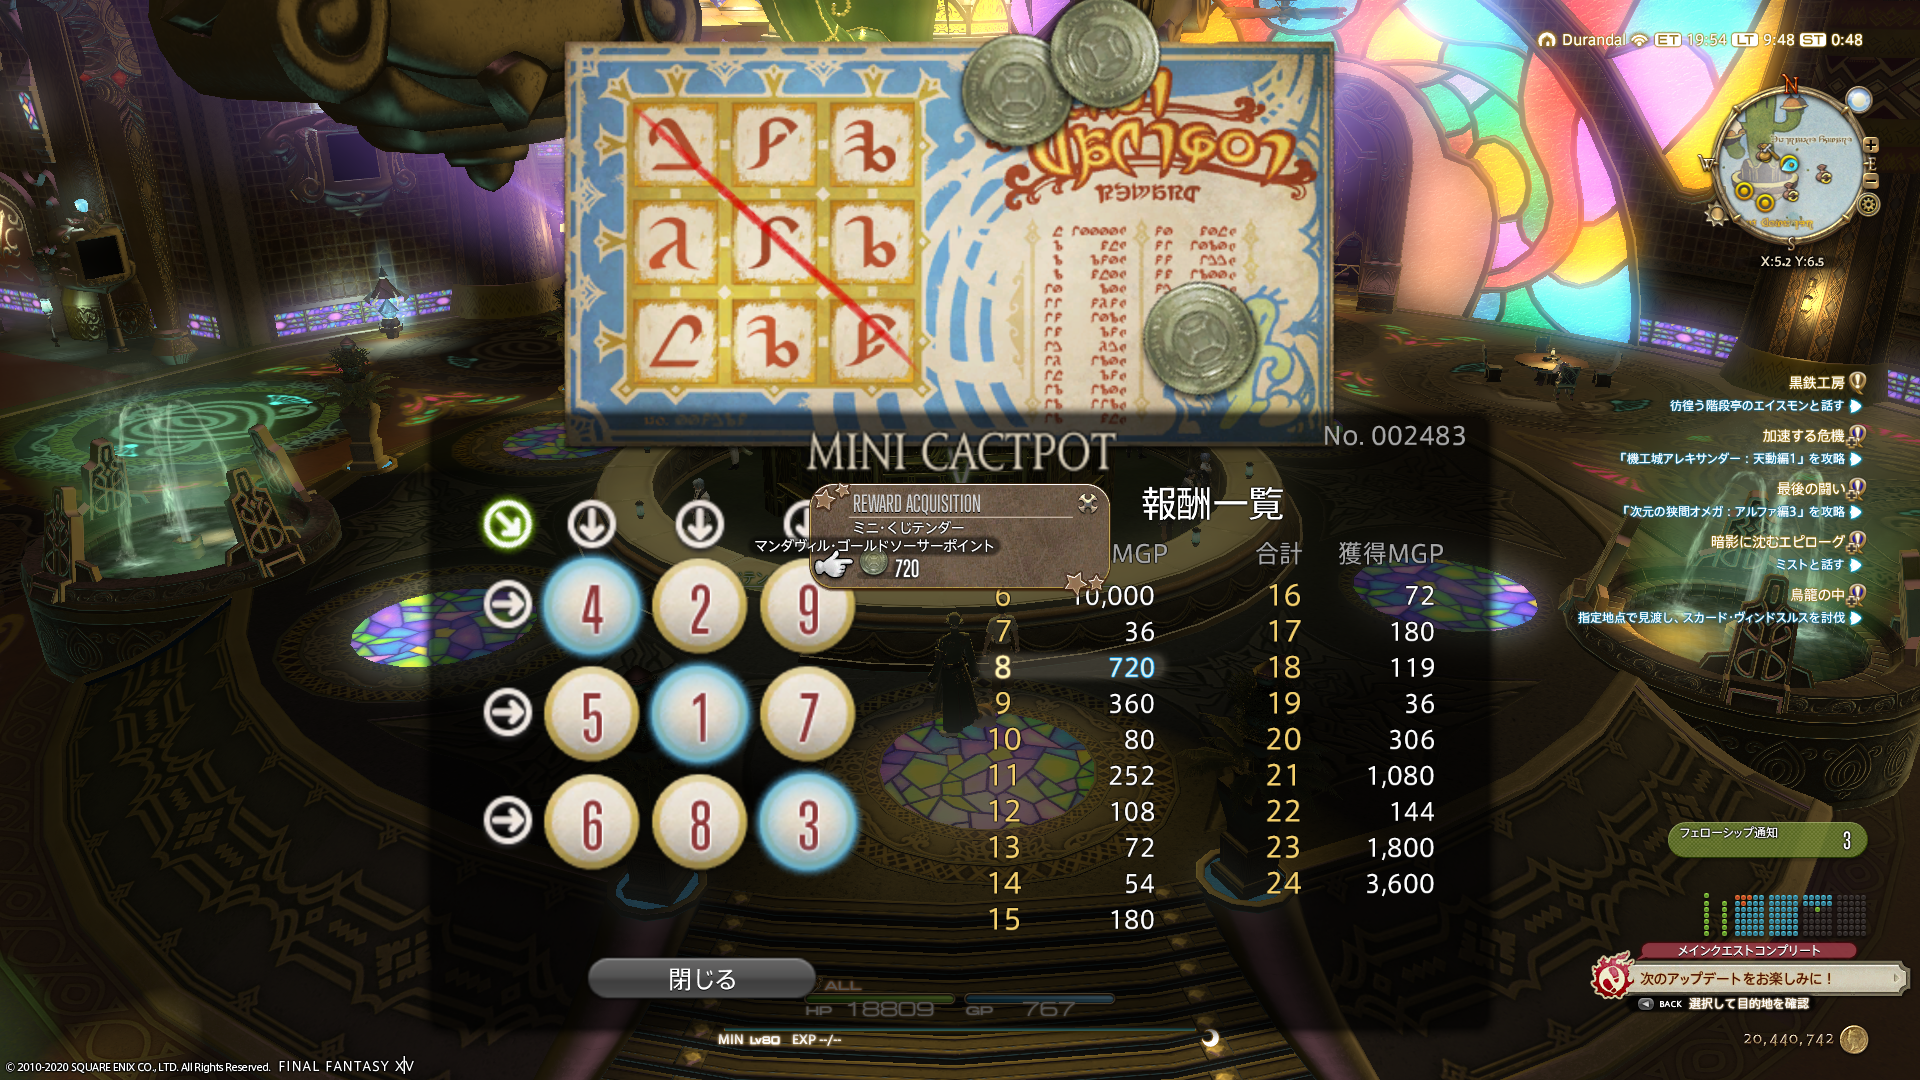 Durandal ET 19:54 LT 9:48 ST 0:48
N
W
E
S
X:5.2 Y:6.5
MINI CACTPOT
No. 002483
REWARD ACQUISITION
ミニ・くじテンダー
マンダヴィル・ゴールドソーサーポイント
720
報酬一覧
MGP 合計 獲得MGP
4 2 9
5 1 7
6 8 3
6 10,000 16 72
7 36 17 180
8 720 18 119
9 360 19 36
10 80 20 306
11 252 21 1,080
12 108 22 144
13 72 23 1,800
14 54 24 3,600
15 180
閉じる
ALL
HP 18809 GP 767
MIN Lv80 EXP --/--
黒鉄工房
彷徨う階段亭のエイスモンと話す
加速する危機
「機工城アレキサンダー：天動編1」を攻略
最後の闘い
「次元の狭間オメガ：アルファ編3」を攻略
暗影に沈むエピローグ
ミストと話す
鳥籠の中
指定地点で見渡し、スカード・ヴィンドスルスを討伐
フェローシップ通知 3
メインクエストコンプリート
次のアップデートをお楽しみに！
BACK 選択して目的地を確認
20,440,742
© 2010-2020 SQUARE ENIX CO., LTD. All Rights Reserved. FINAL FANTASY XIV